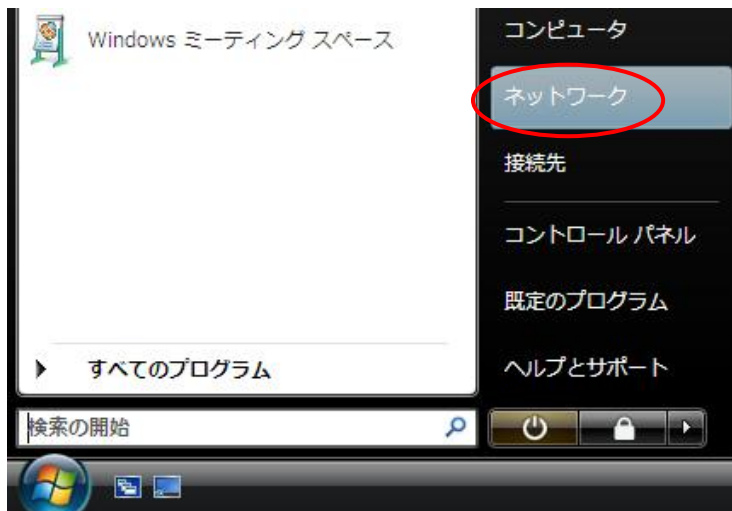 Windows ミーティング スペース
すべてのプログラム
検索の開始
コンピュータ
ネットワーク
接続先
コントロール パネル
既定のプログラム
ヘルプとサポート